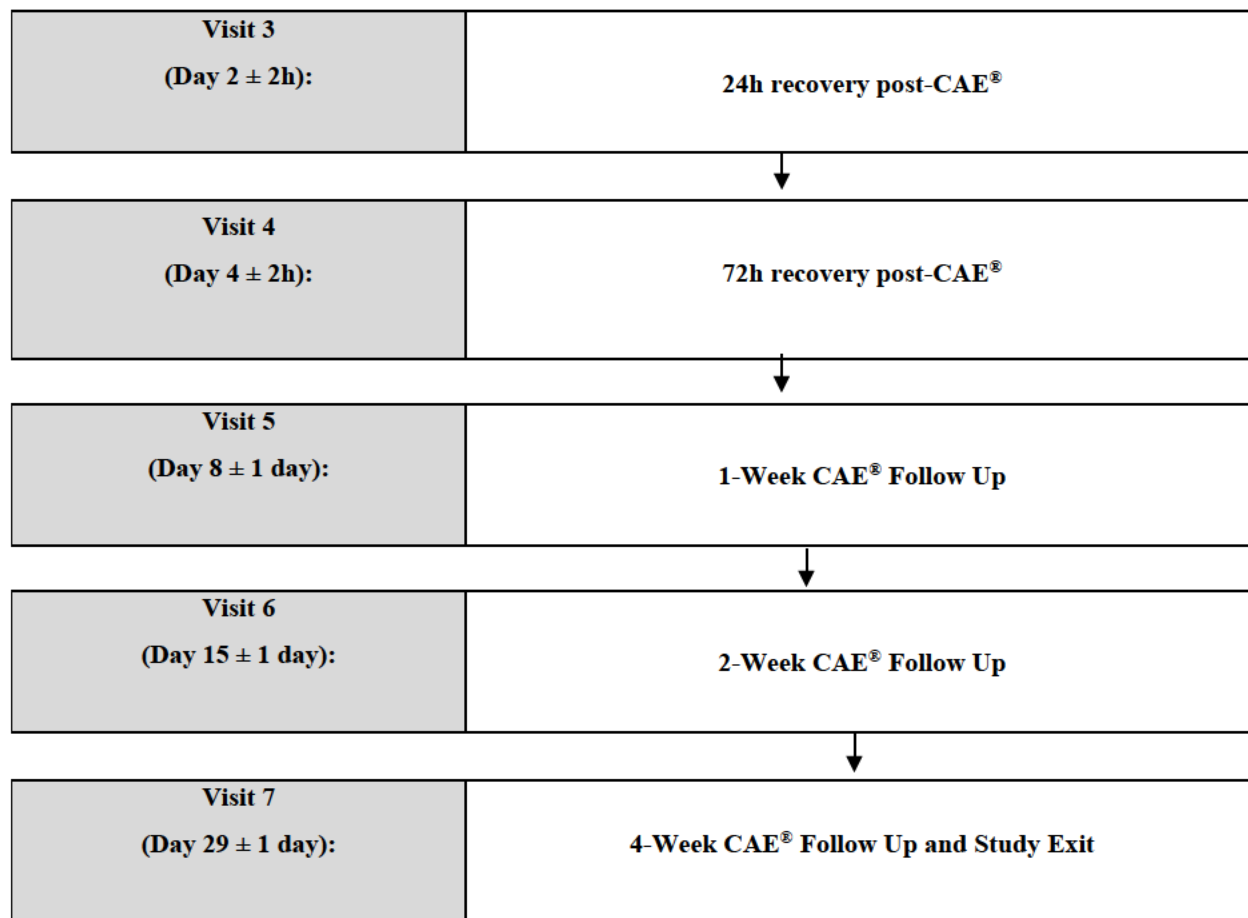 Visit 3
(Day 2 ± 2h):
24h recovery post-CAE®
Visit 4
(Day 4 ± 2h):
72h recovery post-CAE®
Visit 5
(Day 8 ± 1 day):
1-Week CAE® Follow Up
Visit 6
(Day 15 ± 1 day):
2-Week CAE® Follow Up
Visit 7
(Day 29 ± 1 day):
4-Week CAE® Follow Up and Study Exit